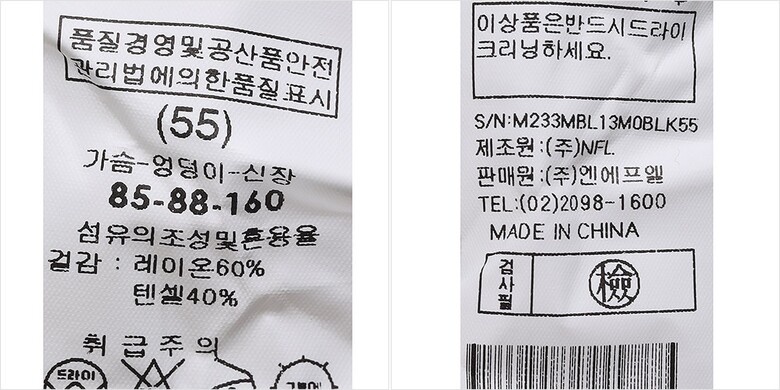 품질경영및공산품안전
관리법에의한품질표시
(55)
가슴-엉덩이-신장
85-88-160
섬유의조성및혼용율
겉감 : 레이온60%
텐셀40%
취급주의
드라이
이상품은반드시드라이
크리닝하세요.
S/N:M233MBL13M0BLK55
제조원:(주)NFL
판매원:(주)엔에프엘
TEL:(02)2098-1600
MADE IN CHINA
검사필
檢